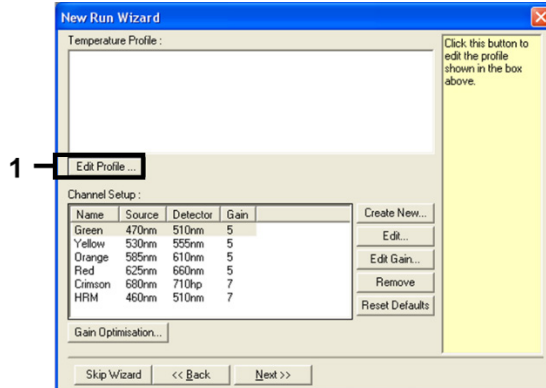 New Run Wizard
Temperature Profile :
Click this button to
edit the profile
shown in the box
above.
1
Edit Profile ...
Channel Setup :
Name Source Detector Gain
Green 470nm 510nm 5
Yellow 530nm 555nm 5
Orange 585nm 610nm 5
Red 625nm 660nm 5
Crimson 680nm 710hp 7
HRM 460nm 510nm 7
Create New...
Edit...
Edit Gain...
Remove
Reset Defaults
Gain Optimisation...
Skip Wizard << Back Next >>